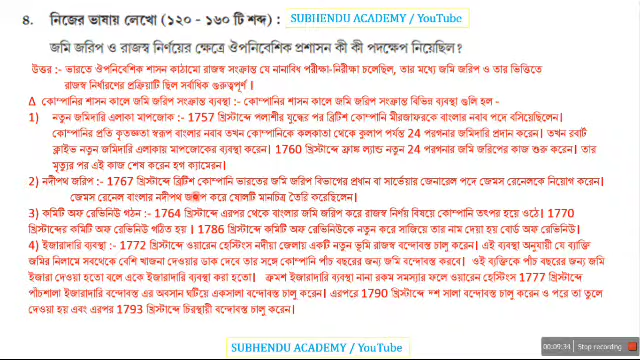 SUBHENDU ACADEMY / YouTube
৪. নিজের ভাষায় লেখো (১২০ - ১৬০ টি শব্দ) :
জমি জরিপ ও রাজস্ব নির্ণয়ের ক্ষেত্রে ঔপনিবেশিক প্রশাসন কী কী পদক্ষেপ নিয়েছিল?
উত্তর :- ভারতে ঔপনিবেশিক শাসন কাঠামো রাজস্ব সংক্রান্ত যে নানাবিধ পরীক্ষা-নিরীক্ষা চলেছিল, তার মধ্যে জমি জরিপ ও তার ভিত্তিতে
রাজস্ব নির্ধারণের প্রক্রিয়াটি ছিল সর্বাধিক গুরুত্বপূর্ণ।
∆ কোম্পানির শাসন কালে জমি জরিপ সংক্রান্ত ব্যবস্থা :- কোম্পানির শাসন কালে জমি জরিপ সংক্রান্ত বিভিন্ন ব্যবস্থা গুলি হল -
1) নতুন জমিদারি এলাকা মাপজোক :- 1757 খ্রিস্টাব্দে পলাশীর যুদ্ধের পর ব্রিটিশ কোম্পানি মীরজাফরকে বাংলার নবাব পদে বসিয়েছিলেন।
কোম্পানির প্রতি কৃতজ্ঞতা স্বরূপ বাংলার নবাব তখন কোম্পানিকে কলকাতা থেকে কুলাপ পর্যন্ত 24 পরগনার জমিদারি প্রদান করেন। তখন রবার্ট
ক্লাইভ নতুন জমিদারি এলাকায় মাপজোকের ব্যবস্থা করেন। 1760 খ্রিস্টাব্দে ফ্রাঙ্ক ল্যান্ড নতুন 24 পরগনার জমি জরিপের কাজ শুরু করেন। তার
মৃত্যুর পর এই কাজ শেষ করেন হগ ক্যামেরন।
2) নদীপথ জরিপ :- 1767 খ্রিস্টাব্দে ব্রিটিশ কোম্পানি ভারতের জমি জরিপ বিভাগের প্রধান বা সার্ভেয়ার জেনারেল পদে জেমস রেনেলকে নিয়োগ করেন।
জেমস রেনেল বাংলার নদীপথ জরিপ করে ষোলটি মানচিত্র তৈরি করেছিলেন।
3) কমিটি অফ রেভিনিউ গঠন :- 1764 খ্রিস্টাব্দে এরপর থেকে বাংলার জমি জরিপ করে রাজস্ব নির্ণয় বিষয়ে কোম্পানি তৎপর হয়ে ওঠে। 1770
খ্রিস্টাব্দের কমিটি অফ রেভিনিউ গঠিত হয়। 1786 খ্রিস্টাব্দে কমিটি অফ রেভিনিউকে নতুন করে সাজিয়ে তার নাম দেয়া হয় বোর্ড অফ রেভিনিউ।
4) ইজারাদারি ব্যবস্থা :- 1772 খ্রিস্টাব্দে ওয়ারেন হেস্টিংস নদীয়া জেলায় একটি নতুন ভূমি রাজস্ব বন্দোবস্ত চালু করেন। এই ব্যবস্থা অনুযায়ী যে ব্যাক্তি
জমির নিলামে সবথেকে বেশি খাজনা দেওয়ার ডাক দেবে তার সঙ্গে কোম্পানি পাঁচ বছরের জন্য জমি বন্দোবস্ত করবে। ওই ব্যক্তিকে পাঁচ বছরের জন্য জমি
ইজারা দেওয়া হতো বলে একে ইজারাদারি ব্যবস্থা করা হতো। ক্রমশ ইজারাদারি ব্যবস্থা নানা রকম সমস্যার ফলে ওয়ারেন হেস্টিংস 1777 খ্রিস্টাব্দে
পাঁচশালা ইজারাদারি বন্দোবস্ত এর অবসান ঘটিয়ে একসালা বন্দোবস্ত চালু করেন। এরপরে 1790 খ্রিস্টাব্দে দশ সালা বন্দোবস্ত চালু করেন ও পরে তা তুলে
দেওয়া হয় এবং এরপর 1793 খ্রিস্টাব্দে চিরস্থায়ী বন্দোবস্ত চালু করেন।
SUBHENDU ACADEMY / YouTube
00:09:34 Stop recording